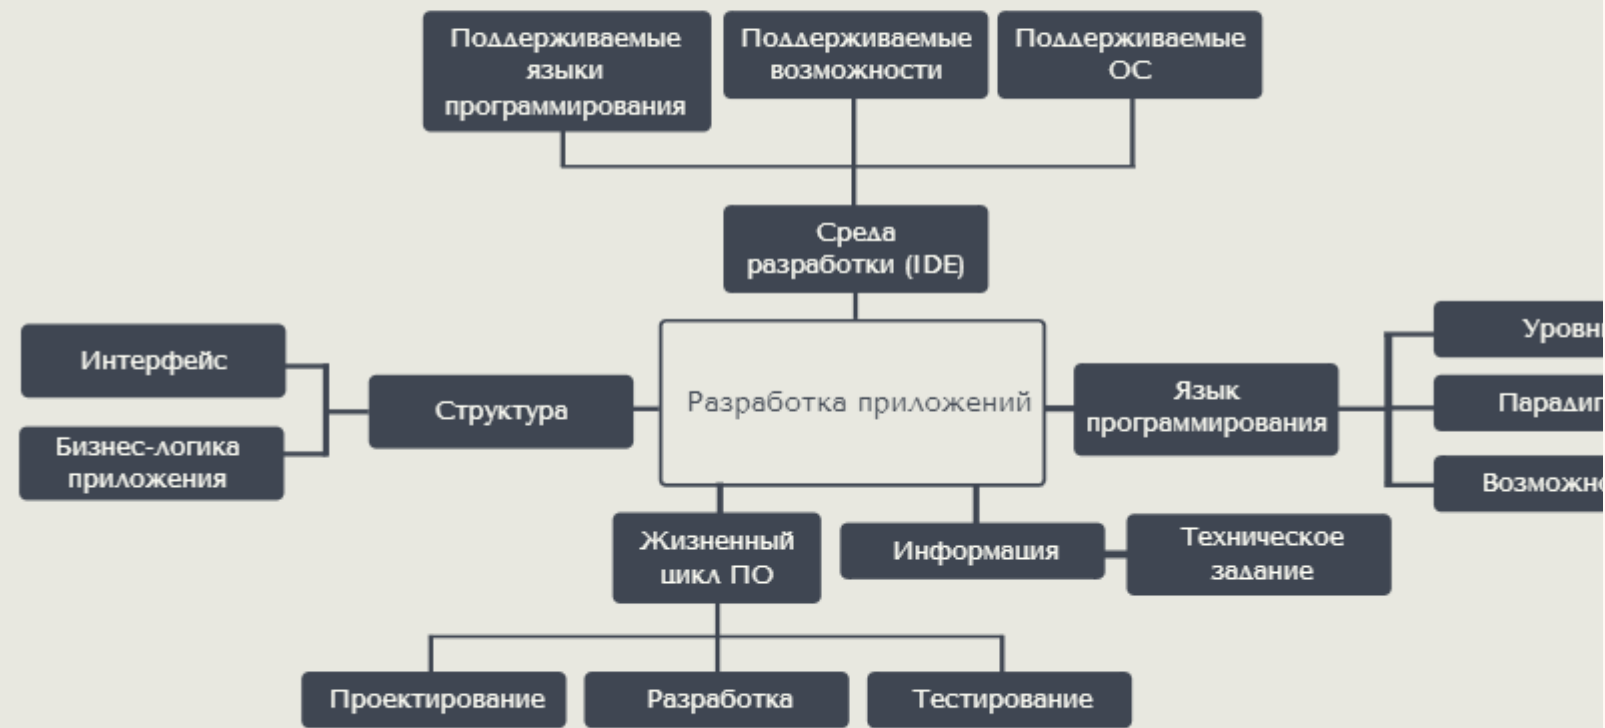 Поддерживаемые
языки
программирования
Поддерживаемые
возможности
Поддерживаемые
ОС
Среда
разработки (IDE)
Интерфейс
Бизнес-логика
приложения
Структура
Разработка приложений
Язык
программирования
Жизненный
цикл ПО
Информация
Техническое
задание
Проектирование
Разработка
Тестирование